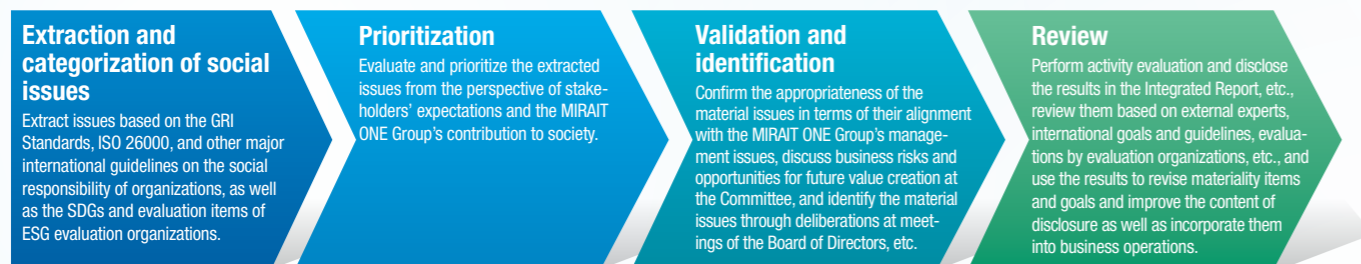 Extraction and
categorization of social
issues
Extract issues based on the GRI
Standards, ISO 26000, and other major
international guidelines on the social
responsibility of organizations, as well
as the SDGs and evaluation items of
ESG evaluation organizations.
Prioritization
Evaluate and prioritize the extracted
issues from the perspective of stake-
holders' expectations and the MIRAIT
ONE Group's contribution to society.
Validation and
identification
Confirm the appropriateness of the
material issues in terms of their alignment
with the MIRAIT ONE Group's manage-
ment issues, discuss business risks and
opportunities for future value creation at
the Committee, and identify the material
issues through deliberations at meet-
ings of the Board of Directors, etc.
Review
Perform activity evaluation and disclose
the results in the Integrated Report, etc.,
review them based on external experts,
international goals and guidelines, evalua-
tions by evaluation organizations, etc., and
use the results to revise materiality items
and goals and improve the content of
disclosure as well as incorporate them
into business operations.